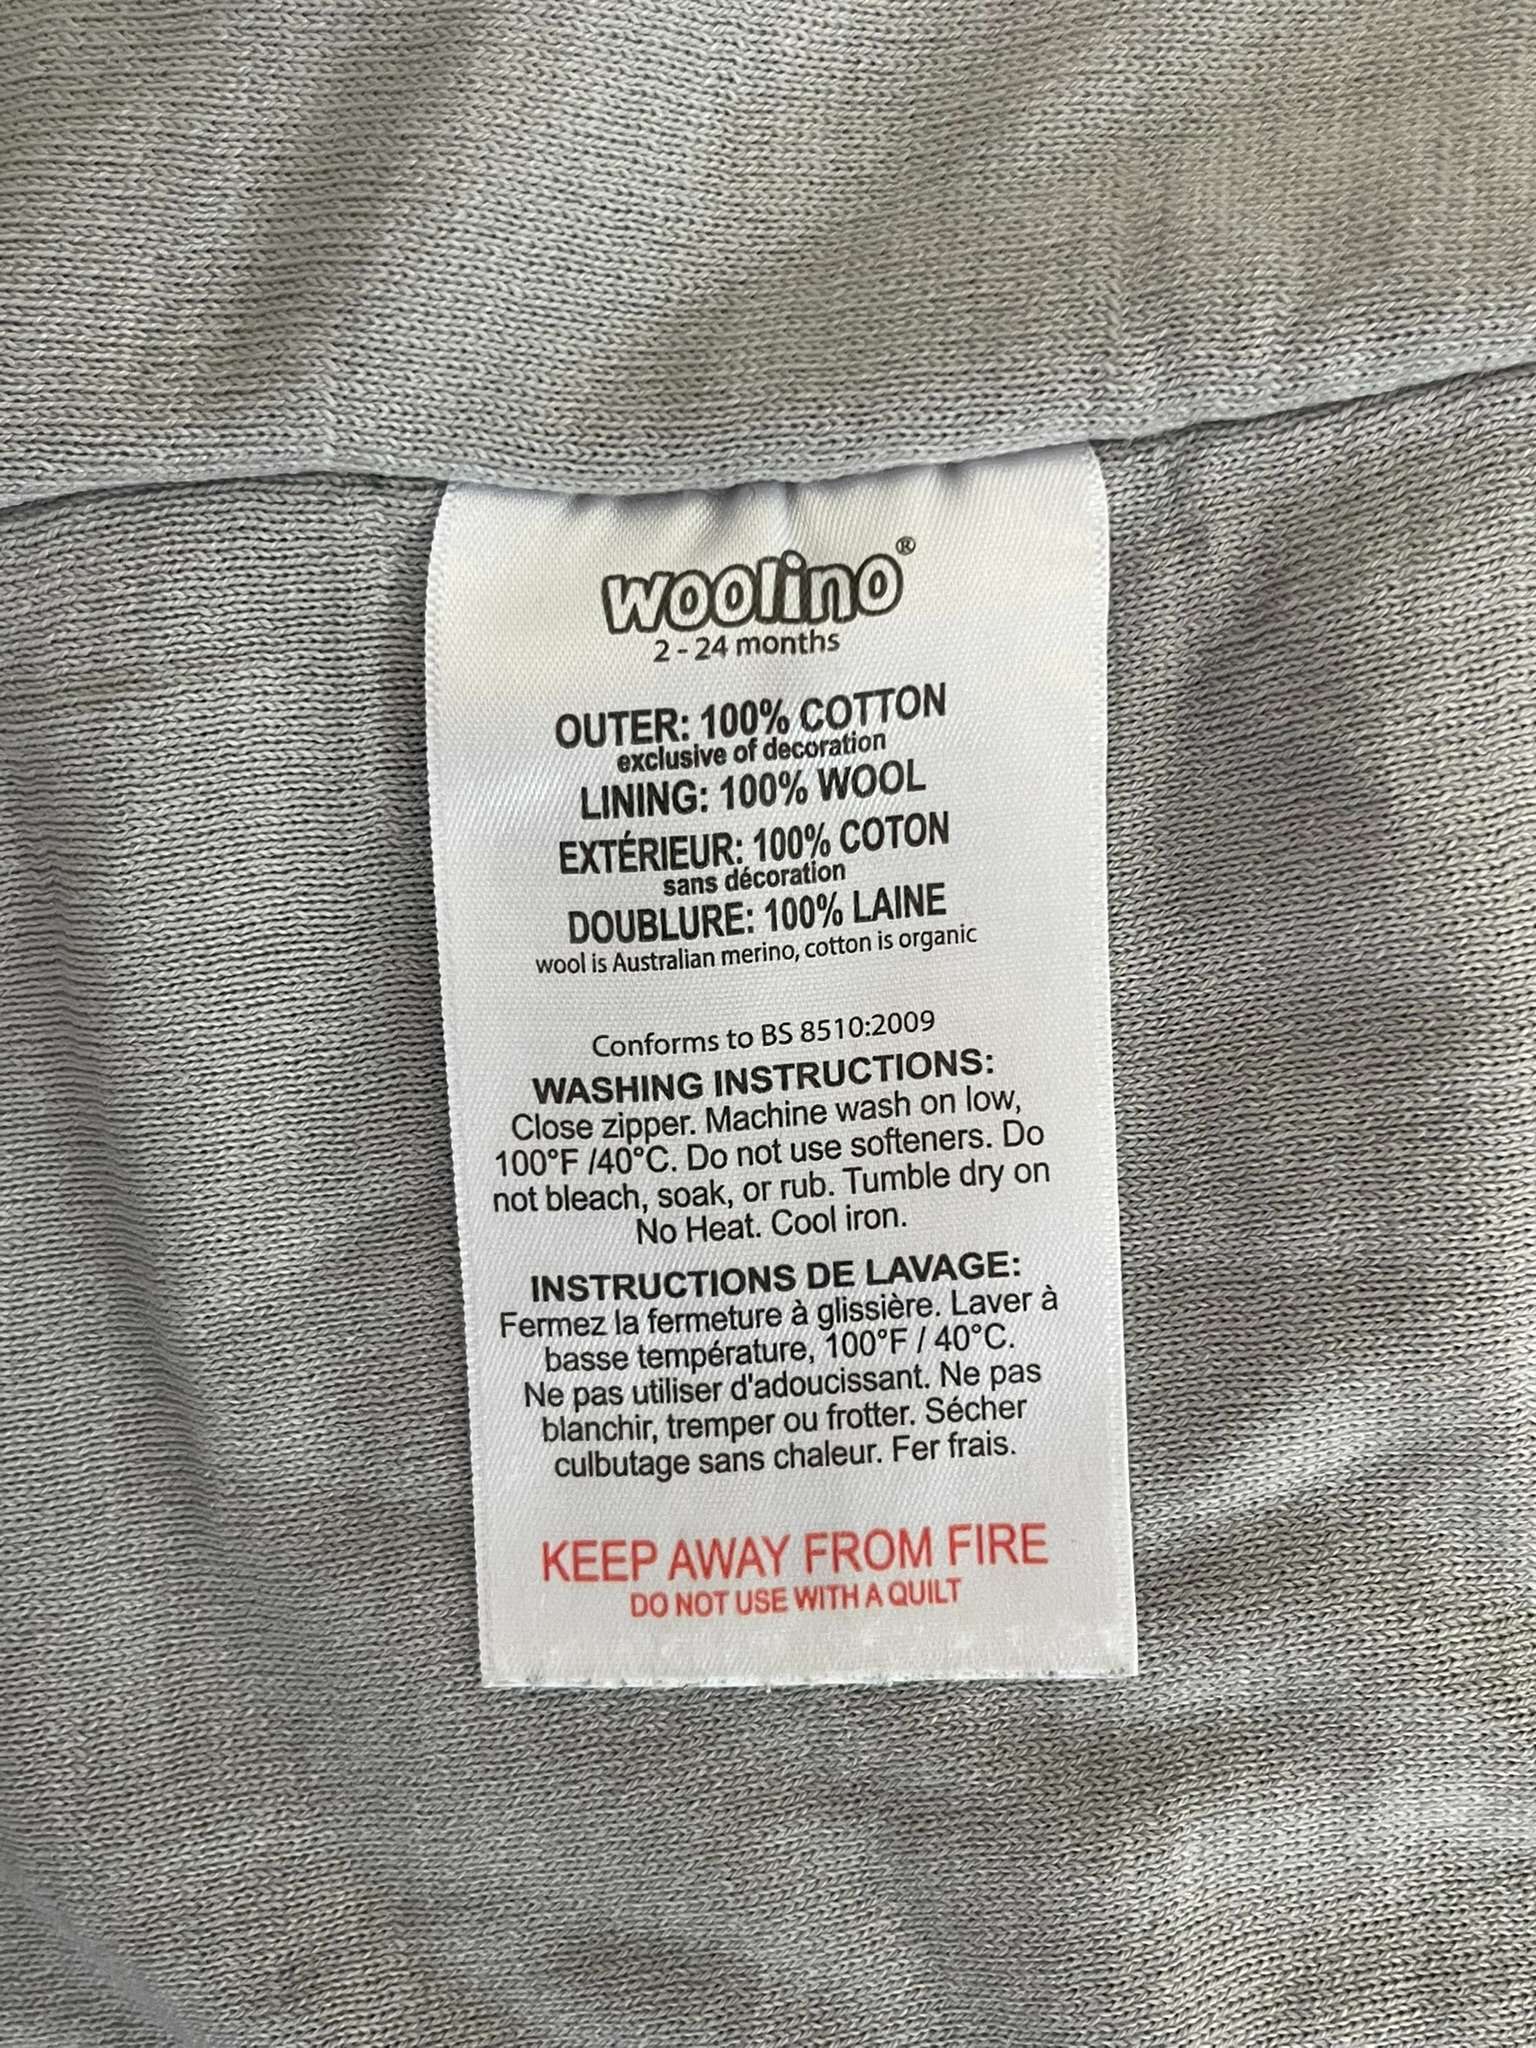 woolino®
2 - 24 months
OUTER: 100% COTTON
exclusive of decoration
LINING: 100% WOOL
EXTÉRIEUR: 100% COTON
sans décoration
DOUBLURE: 100% LAINE
wool is Australian merino, cotton is organic
Conforms to BS 8510:2009
WASHING INSTRUCTIONS:
Close zipper. Machine wash on low,
100°F /40°C. Do not use softeners. Do
not bleach, soak, or rub. Tumble dry on
No Heat. Cool iron.
INSTRUCTIONS DE LAVAGE:
Fermez la fermeture à glissière. Laver à
basse température, 100°F / 40°C.
Ne pas utiliser d'adoucissant. Ne pas
blanchir, tremper ou frotter. Sécher
culbutage sans chaleur. Fer frais.
KEEP AWAY FROM FIRE
DO NOT USE WITH A QUILT